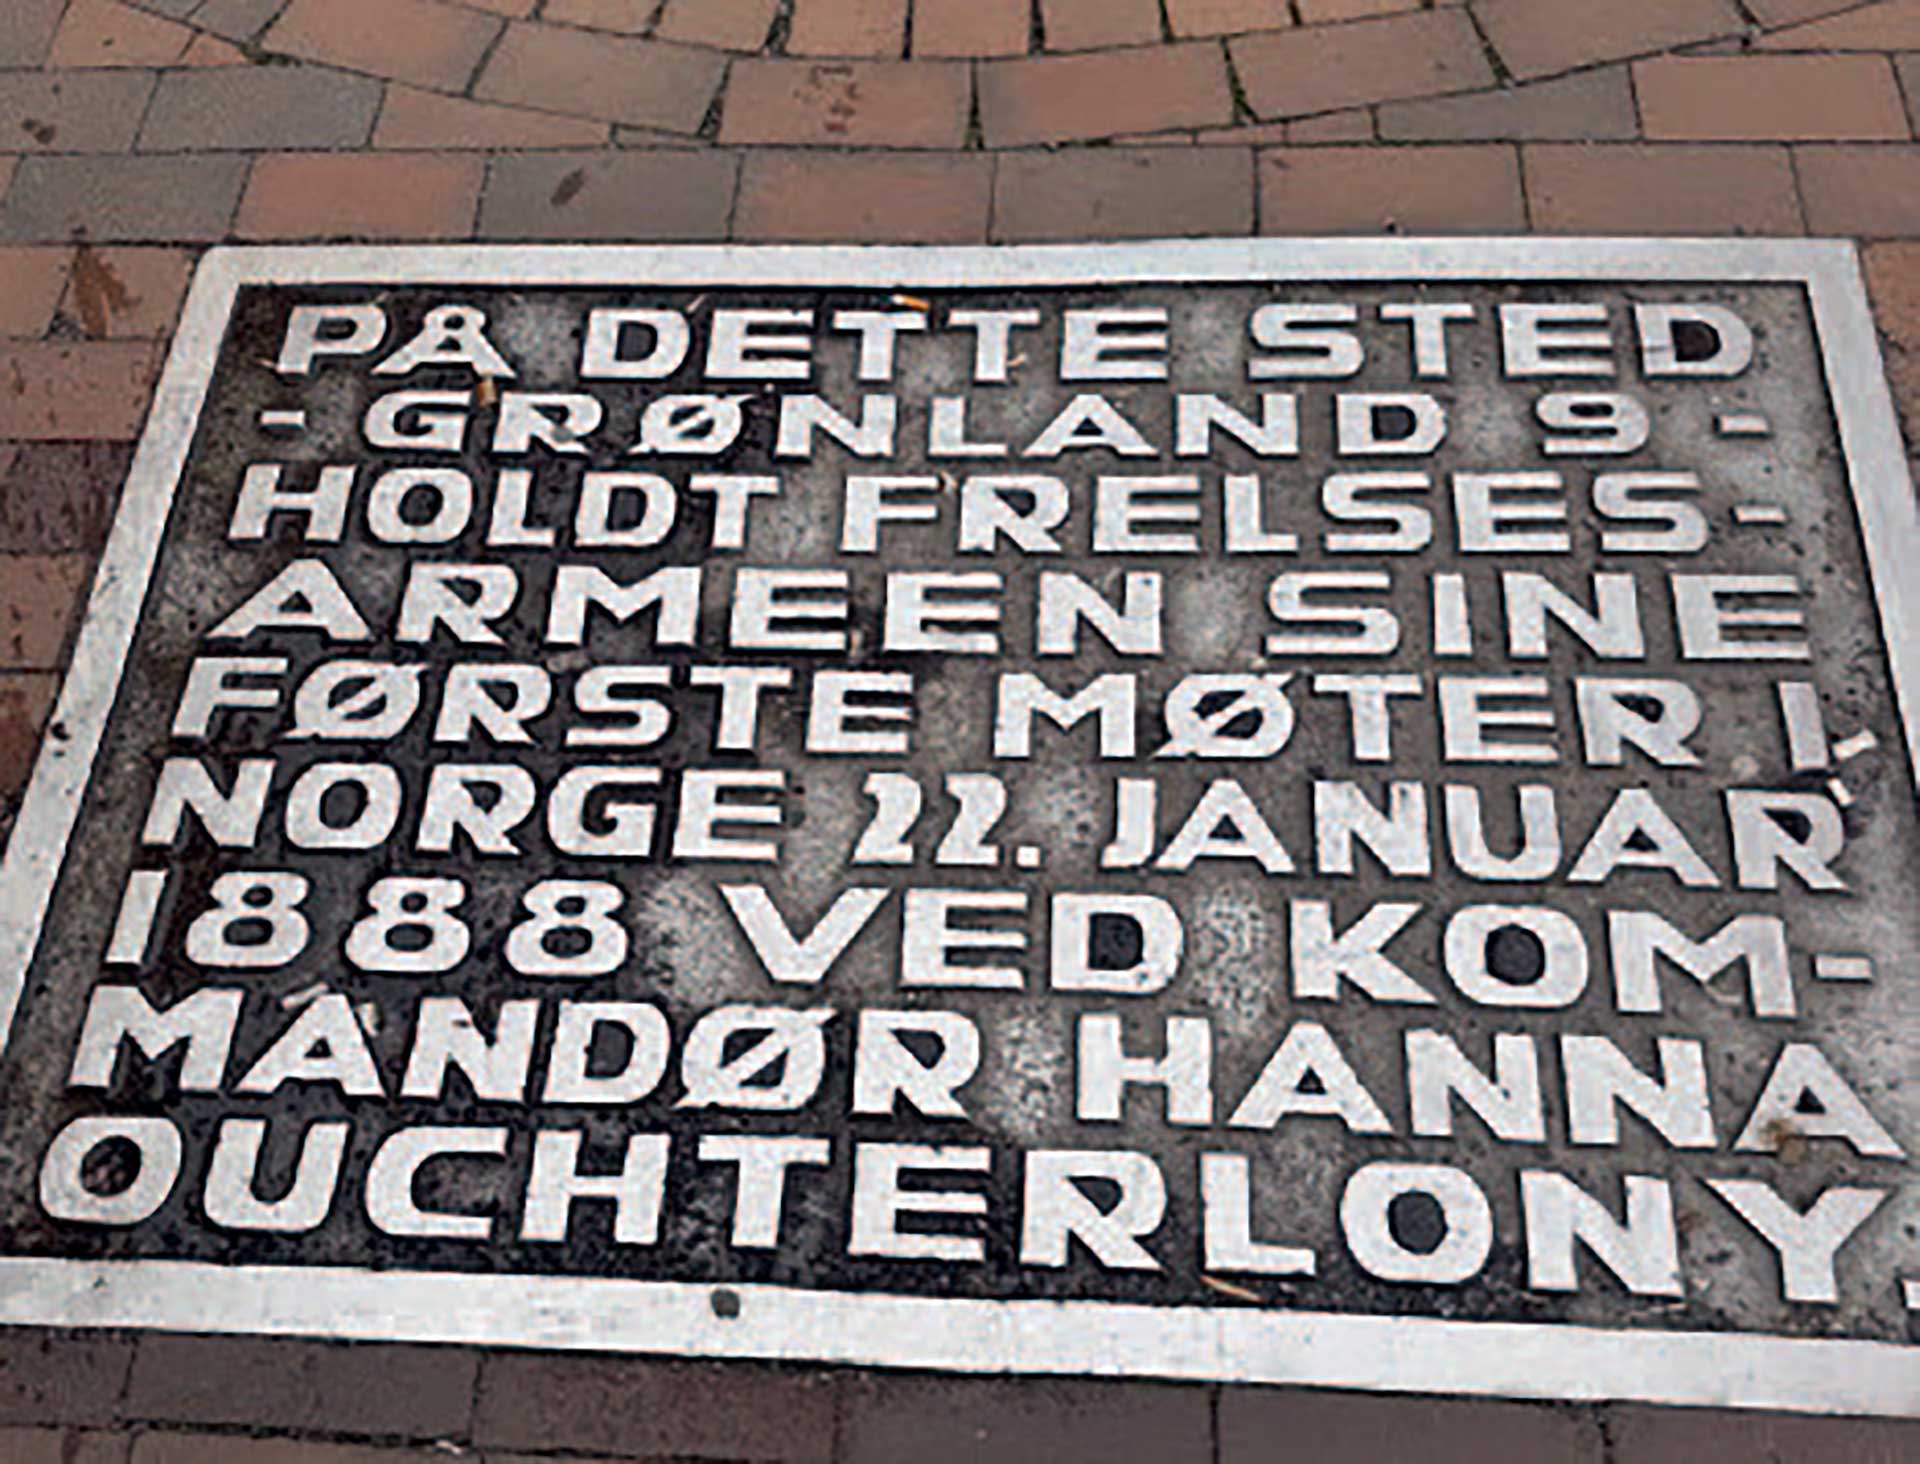 PÅ DETTE STED
- GRØNLAND 9 -
HOLDT FRELSES-
ARMEEN SINE
FØRSTE MØTER I
NORGE 22. JANUAR
1888 VED KOM-
MANDØR HANNA
OUCHTERLONY.